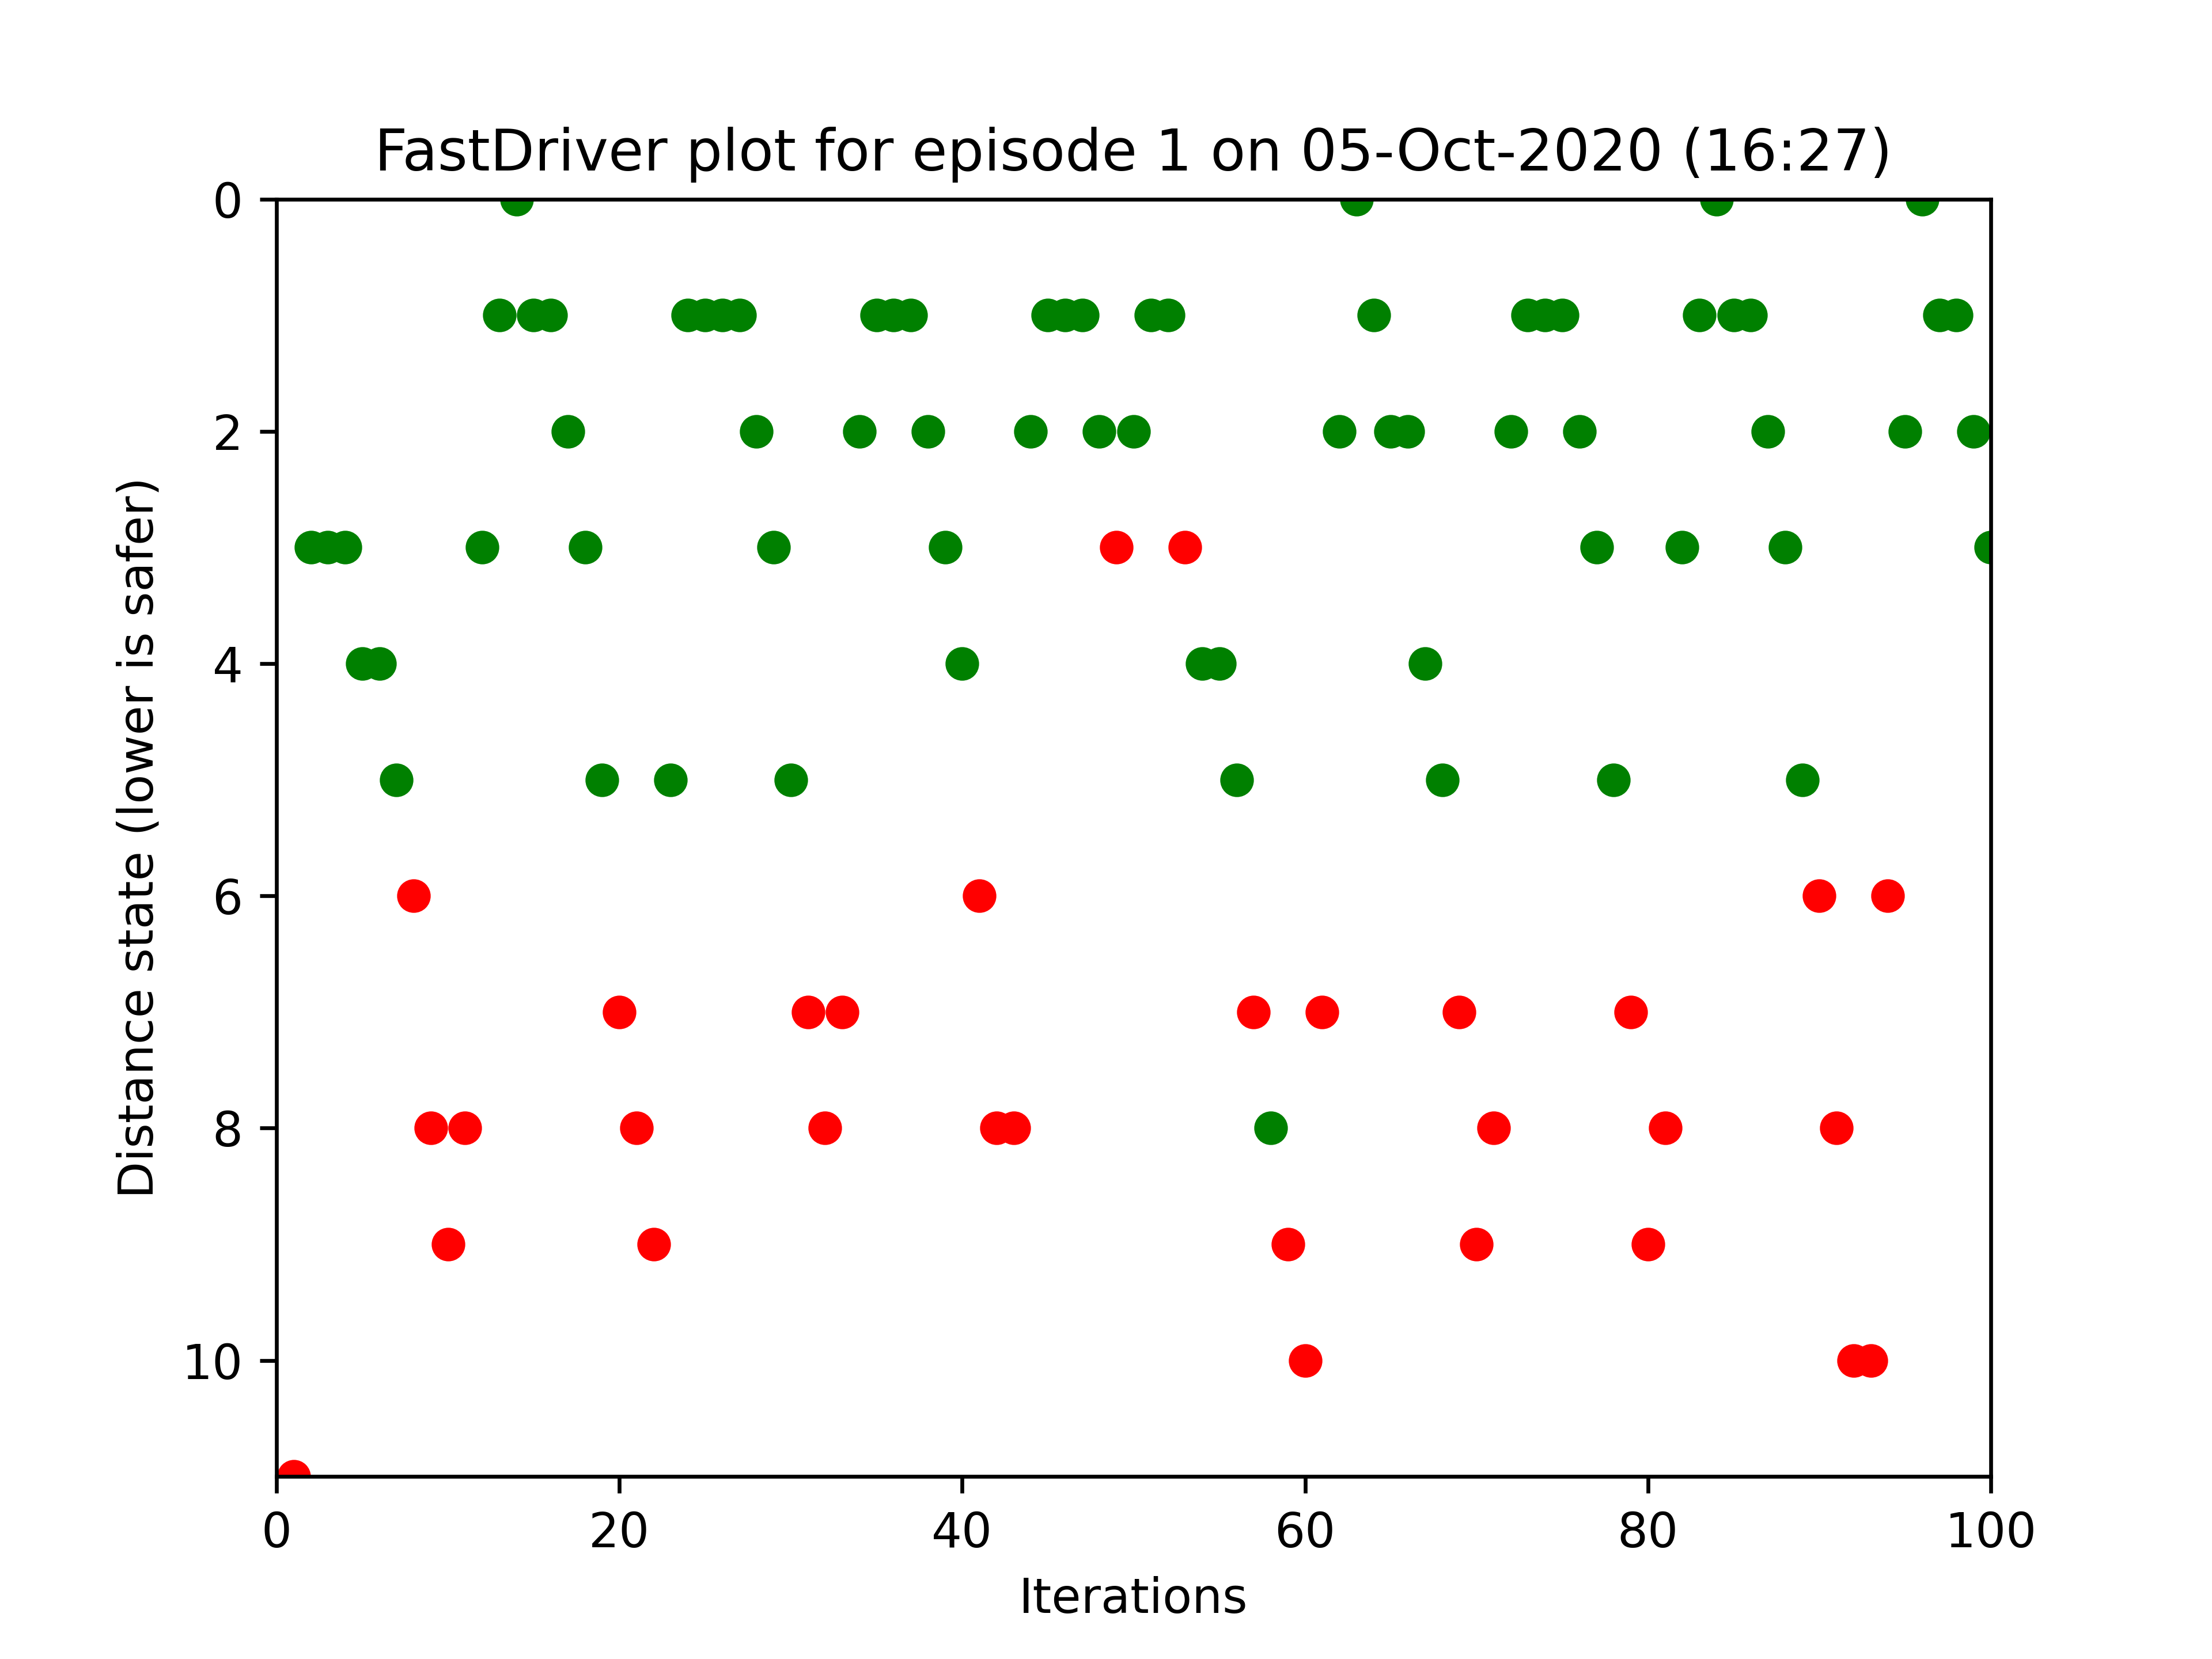 FastDriver plot for episode 1 on 05-Oct-2020 (16:27)
0
2
4
6
8
10
Distance state (lower is safer)
0 20 40 60 80 100
Iterations